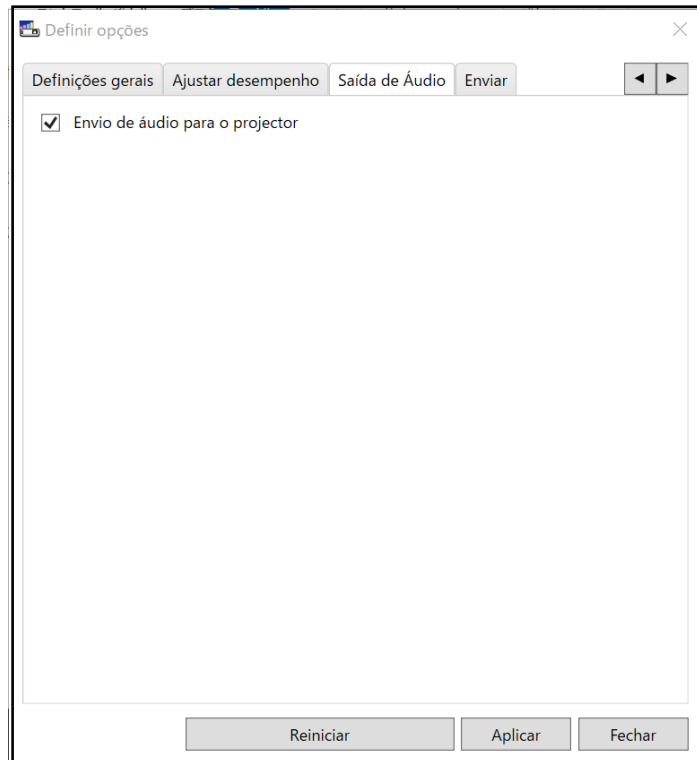 Definir opções
Definições gerais Ajustar desempenho Saída de Áudio Enviar
Envio de áudio para o projector
Reiniciar Aplicar Fechar